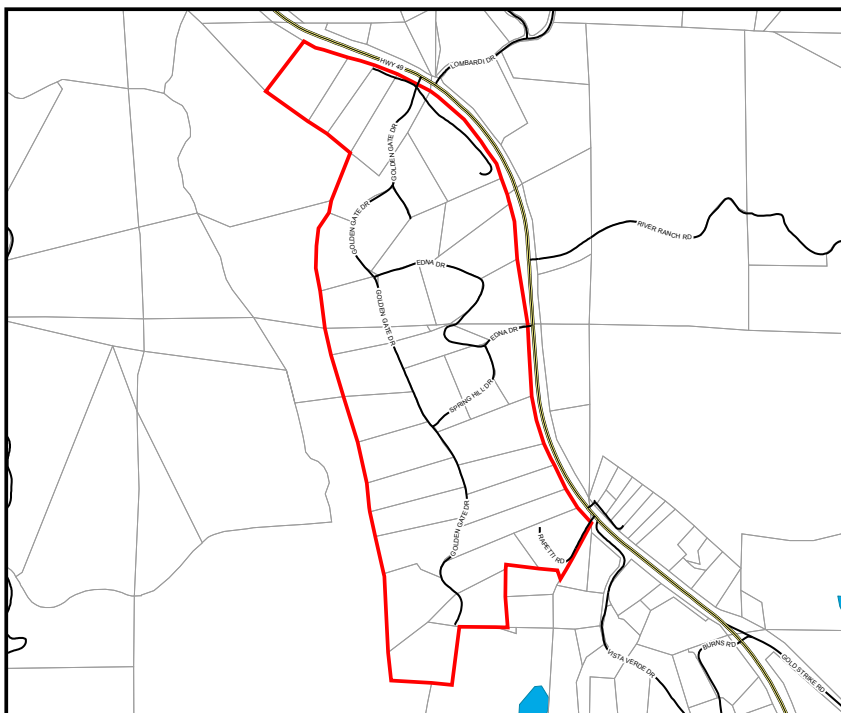 HWY 49
LOMBARDI DR
GOLDEN GATE DR
GOLDEN GATE DR
RIVER RANCH RD
EDNA DR
GOLDEN GATE DR
EDNA DR
SPRING HILL DR
GOLDEN GATE DR
RAPETTI RD
BURNS RD
VISTA VERDE DR
GOLD STRIKE RD